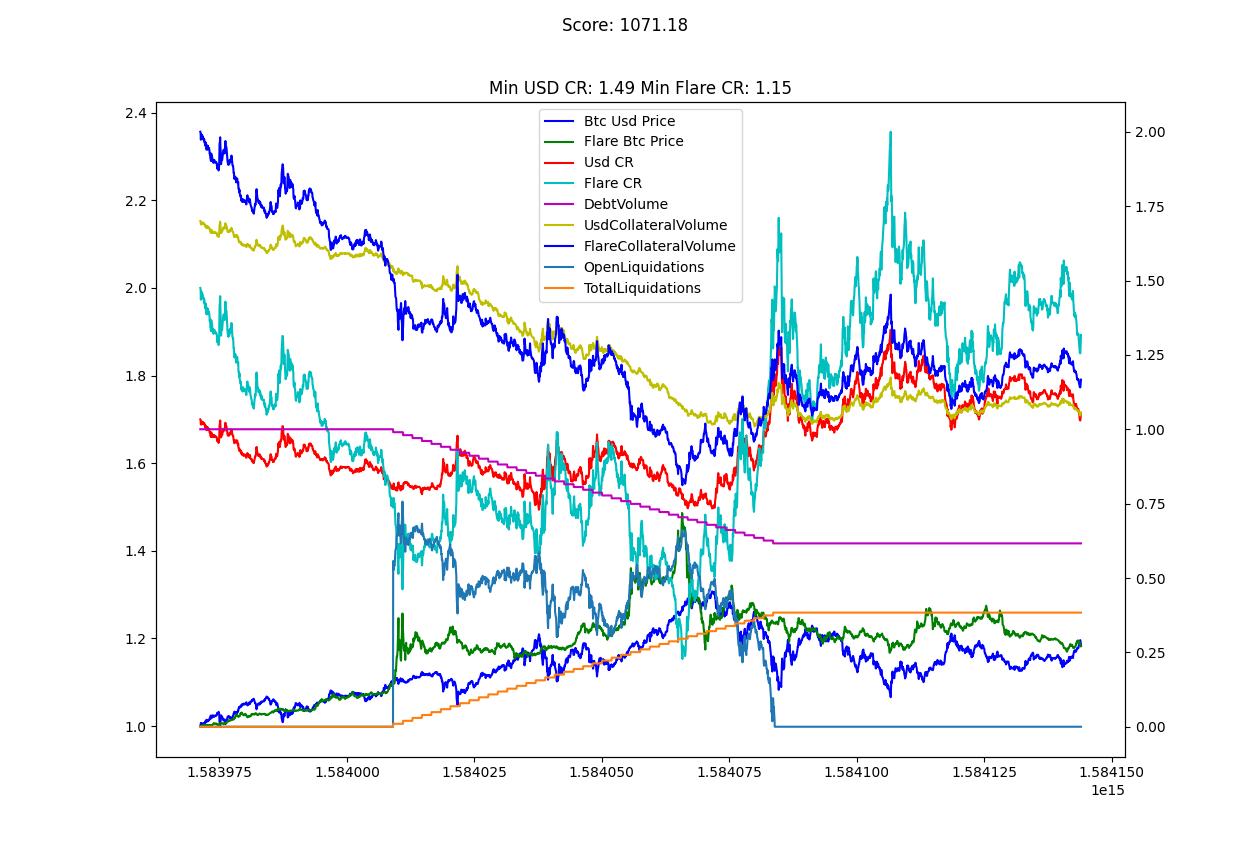 Score: 1071.18
Min USD CR: 1.49 Min Flare CR: 1.15
2.4
2.2
2.0
1.8
1.6
1.4
1.2
1.0
Btc Usd Price
Flare Btc Price
Usd CR
Flare CR
DebtVolume
UsdCollateralVolume
FlareCollateralVolume
OpenLiquidations
TotalLiquidations
2.00
1.75
1.50
1.25
1.00
0.75
0.50
0.25
0.00
1.583975 1.584000 1.584025 1.584050 1.584075 1.584100 1.584125 1.584150
1e15